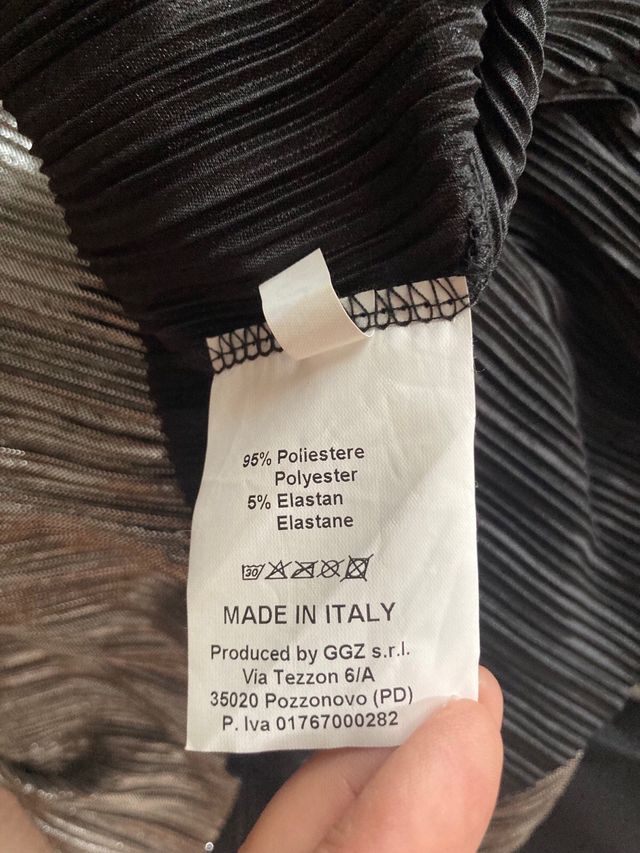 95% Poliestere
Polyester
5% Elastan
Elastane
30
MADE IN ITALY
Produced by GGZ s.r.l.
Via Tezzon 6/A
35020 Pozzonovo (PD)
P. Iva 01767000282